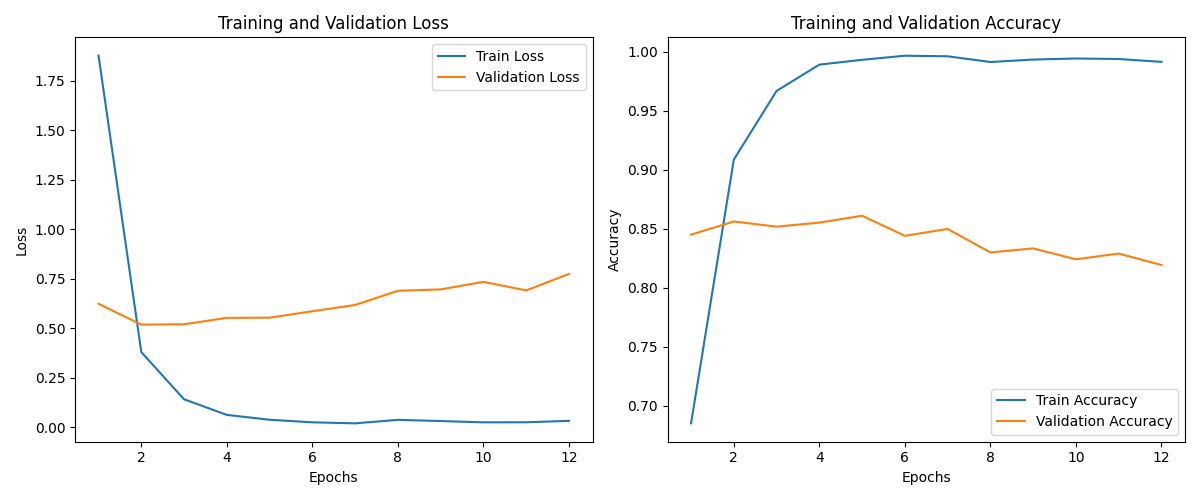 Training and Validation Loss
Train Loss
Validation Loss
1.75
1.50
1.25
1.00
0.75
0.50
0.25
0.00
Loss
2 4 6 8 10 12
Epochs
Training and Validation Accuracy
1.00
0.95
0.90
0.85
0.80
0.75
0.70
Accuracy
Train Accuracy
Validation Accuracy
2 4 6 8 10 12
Epochs